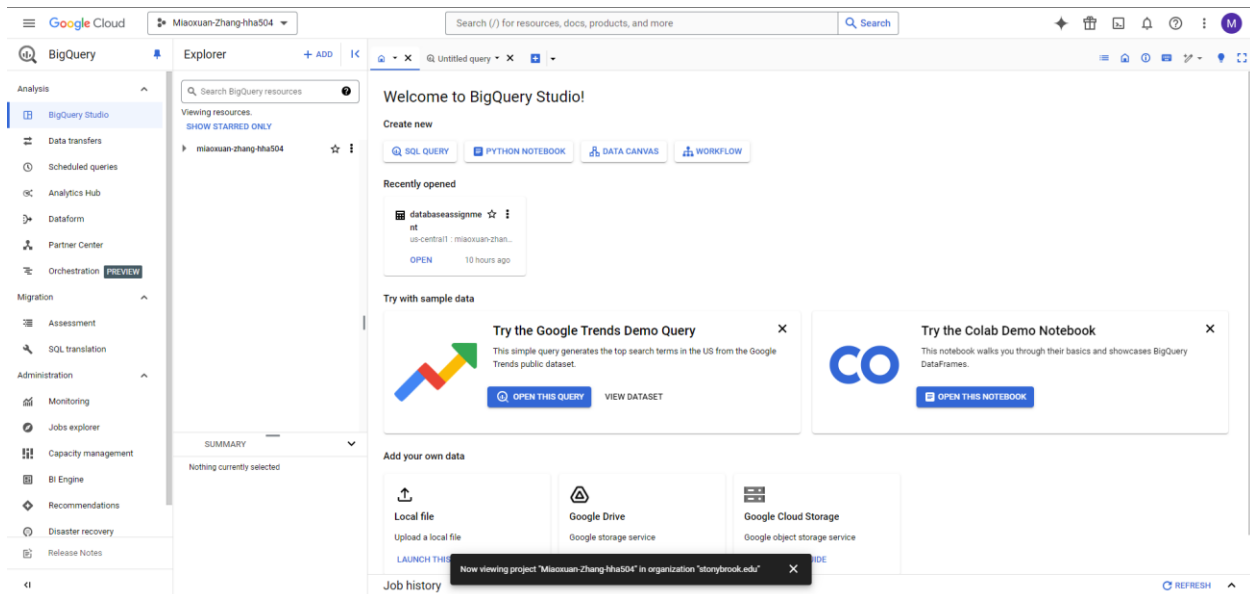 Google Cloud
Miaoxuan-Zhang-hha504
Search (/) for resources, docs, products, and more
Search
M
BigQuery
Analysis
BigQuery Studio
Data transfers
Scheduled queries
Analytics Hub
Dataform
Partner Center
Orchestration PREVIEW
Migration
Assessment
SQL translation
Administration
Monitoring
Jobs explorer
Capacity management
BI Engine
Recommendations
Disaster recovery
Release Notes
Explorer
+ ADD
Search BigQuery resources
Viewing resources.
SHOW STARRED ONLY
miaoxuan-zhang-hha504
SUMMARY
Nothing currently selected
Untitled query
Welcome to BigQuery Studio!
Create new
SQL QUERY
PYTHON NOTEBOOK
DATA CANVAS
WORKFLOW
Recently opened
databaseassignme
nt
us-central1 : miaoxuan-zhan...
OPEN
10 hours ago
Try with sample data
Try the Google Trends Demo Query
This simple query generates the top search terms in the US from the Google
Trends public dataset.
OPEN THIS QUERY
VIEW DATASET
CO
Try the Colab Demo Notebook
This notebook walks you through their basics and showcases BigQuery
DataFrames.
OPEN THIS NOTEBOOK
Add your own data
Local file
Upload a local file
LAUNCH THIS
Google Drive
Google storage service
Google Cloud Storage
Google object storage service
IDE
Now viewing project "Miaoxuan-Zhang-hha504" in organization "stonybrook.edu"
Job history
REFRESH